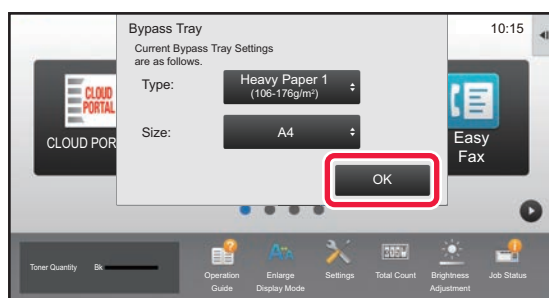 Bypass Tray
10:15
Current Bypass Tray Settings
are as follows.
Type:
Heavy Paper 1
(106-176g/m²)
Size:
A4
OK
CLOUD
PORTAL
CLOUD POR
Easy
Fax
Toner Quantity
Bk
Operation
Guide
Enlarge
Display Mode
Settings
Total Count
Brightness
Adjustment
Job Status